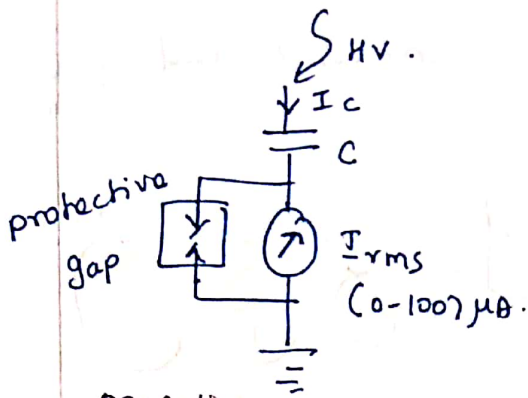 HV.
Ic
C
protective
gap
Irms
(0-100) μA.